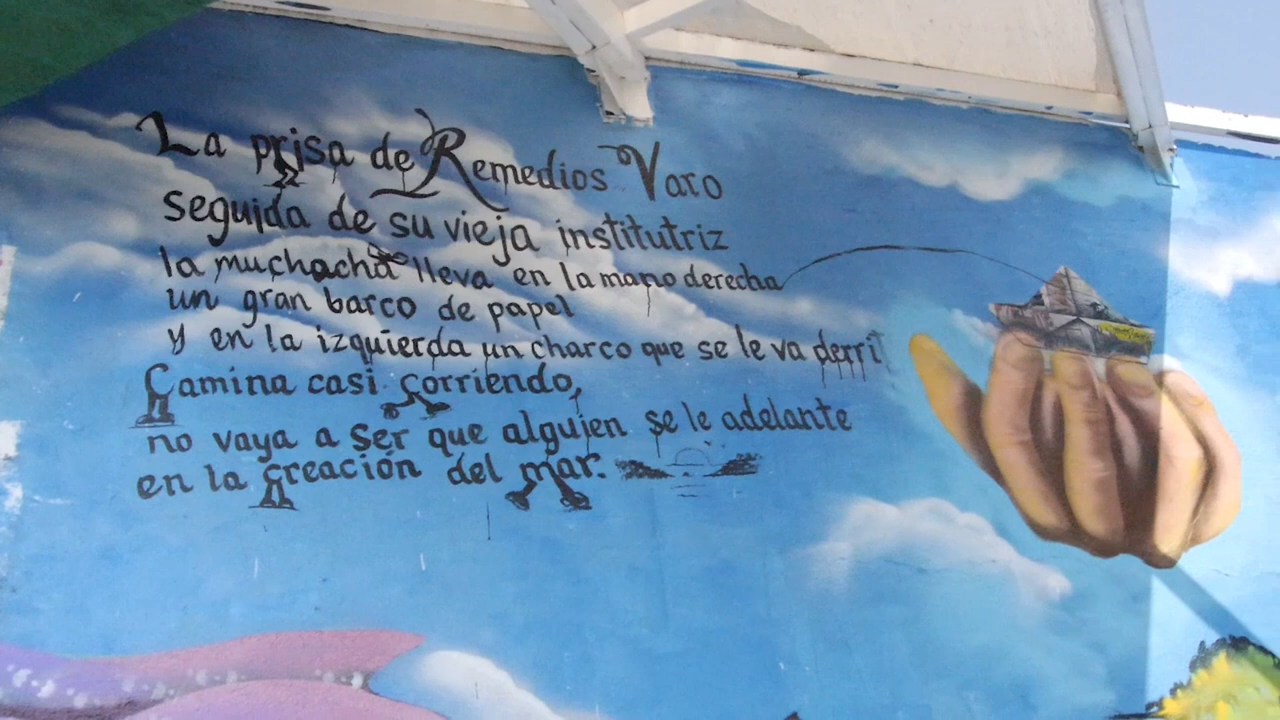 La prisa de Remedios Varo
seguida de su vieja institutriz
la muchacha lleva en la mano derecha
un gran barco de papel
y en la izquierda un charco que se le va derri
Camina casi corriendo,
no vaya a ser que alguien se le adelante
en la creación del mar.